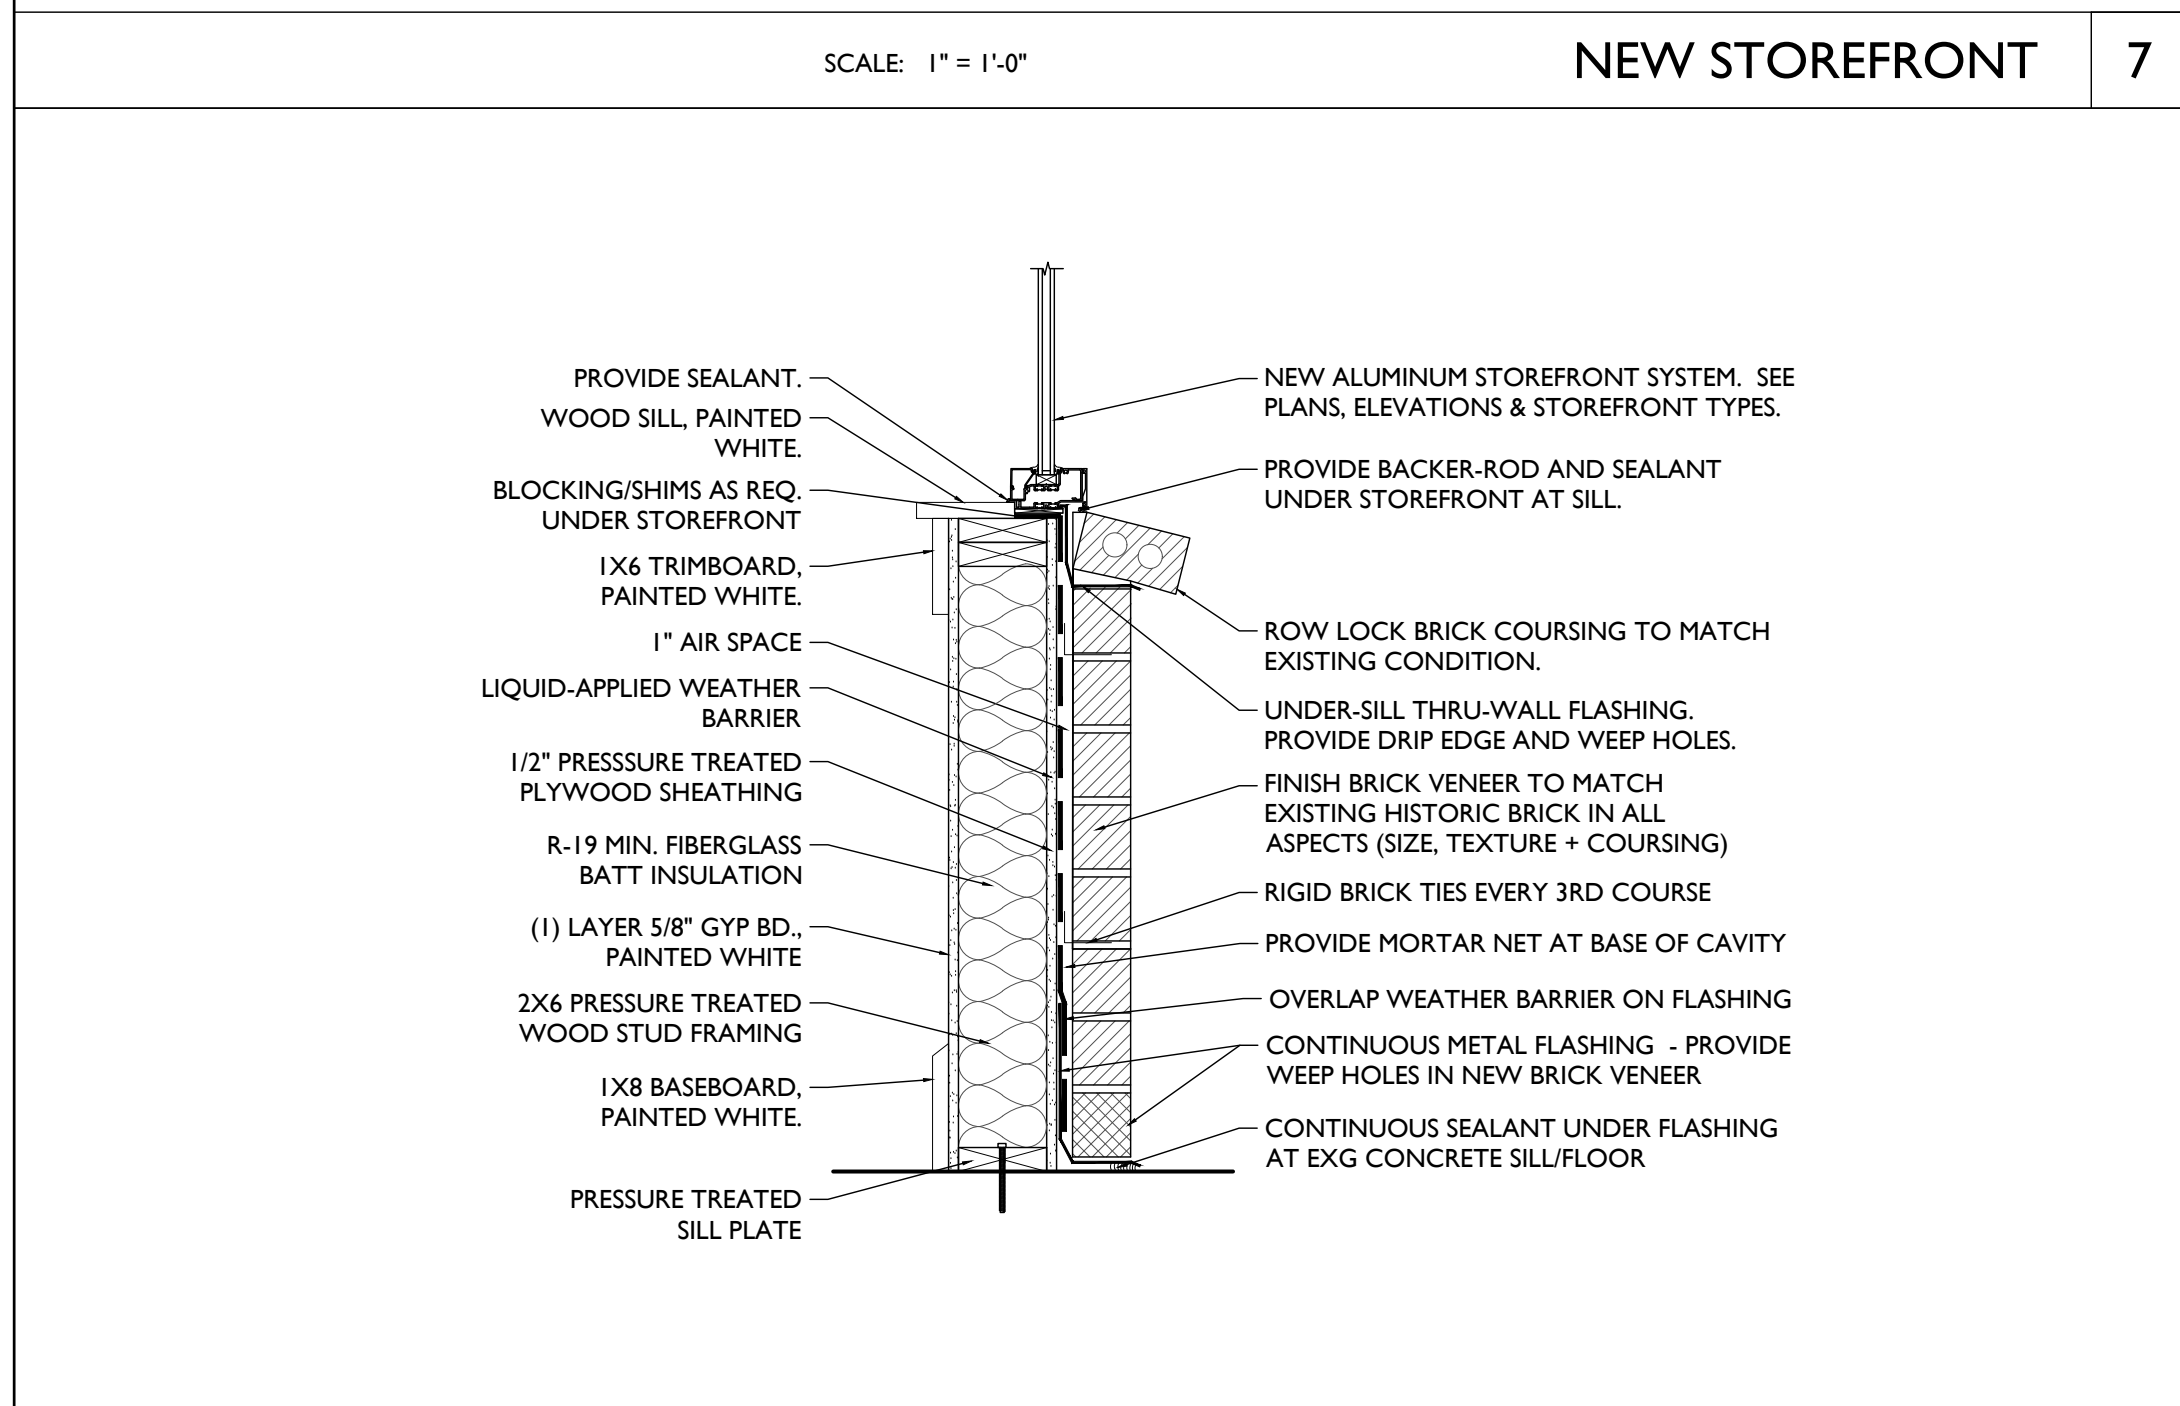 SCALE: 1" = 1'-0"
NEW STOREFRONT
7
PROVIDE SEALANT.
WOOD SILL, PAINTED
WHITE.
BLOCKING/SHIMS AS REQ.
UNDER STOREFRONT
1X6 TRIMBOARD,
PAINTED WHITE.
1" AIR SPACE
LIQUID-APPLIED WEATHER
BARRIER
1/2" PRESSSURE TREATED
PLYWOOD SHEATHING
R-19 MIN. FIBERGLASS
BATT INSULATION
(1) LAYER 5/8" GYP BD.,
PAINTED WHITE
2X6 PRESSURE TREATED
WOOD STUD FRAMING
1X8 BASEBOARD,
PAINTED WHITE.
PRESSURE TREATED
SILL PLATE
NEW ALUMINUM STOREFRONT SYSTEM. SEE
PLANS, ELEVATIONS & STOREFRONT TYPES.
PROVIDE BACKER-ROD AND SEALANT
UNDER STOREFRONT AT SILL.
ROW LOCK BRICK COURSING TO MATCH
EXISTING CONDITION.
UNDER-SILL THRU-WALL FLASHING.
PROVIDE DRIP EDGE AND WEEP HOLES.
FINISH BRICK VENEER TO MATCH
EXISTING HISTORIC BRICK IN ALL
ASPECTS (SIZE, TEXTURE + COURSING)
RIGID BRICK TIES EVERY 3RD COURSE
PROVIDE MORTAR NET AT BASE OF CAVITY
OVERLAP WEATHER BARRIER ON FLASHING
CONTINUOUS METAL FLASHING - PROVIDE
WEEP HOLES IN NEW BRICK VENEER
CONTINUOUS SEALANT UNDER FLASHING
AT EXG CONCRETE SILL/FLOOR